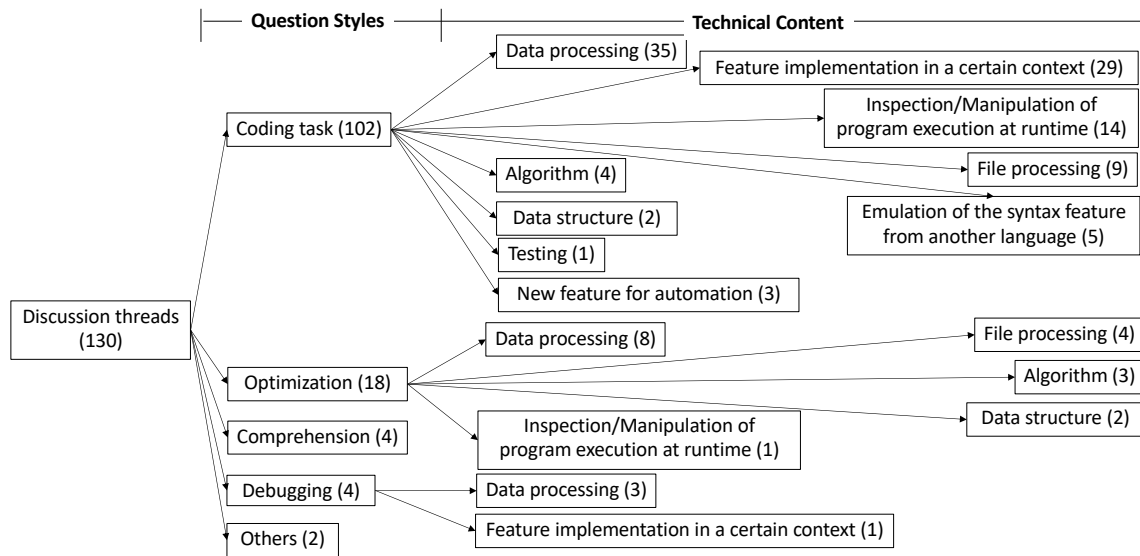 Question Styles
Technical Content
Data processing (35)
Feature implementation in a certain context (29)
Inspection/Manipulation of
program execution at runtime (14)
Coding task (102)
File processing (9)
Algorithm (4)
Emulation of the syntax feature
from another language (5)
Data structure (2)
Testing (1)
New feature for automation (3)
Discussion threads
(130)
Data processing (8)
File processing (4)
Optimization (18)
Algorithm (3)
Data structure (2)
Inspection/Manipulation of
program execution at runtime (1)
Comprehension (4)
Debugging (4)
Data processing (3)
Feature implementation in a certain context (1)
Others (2)